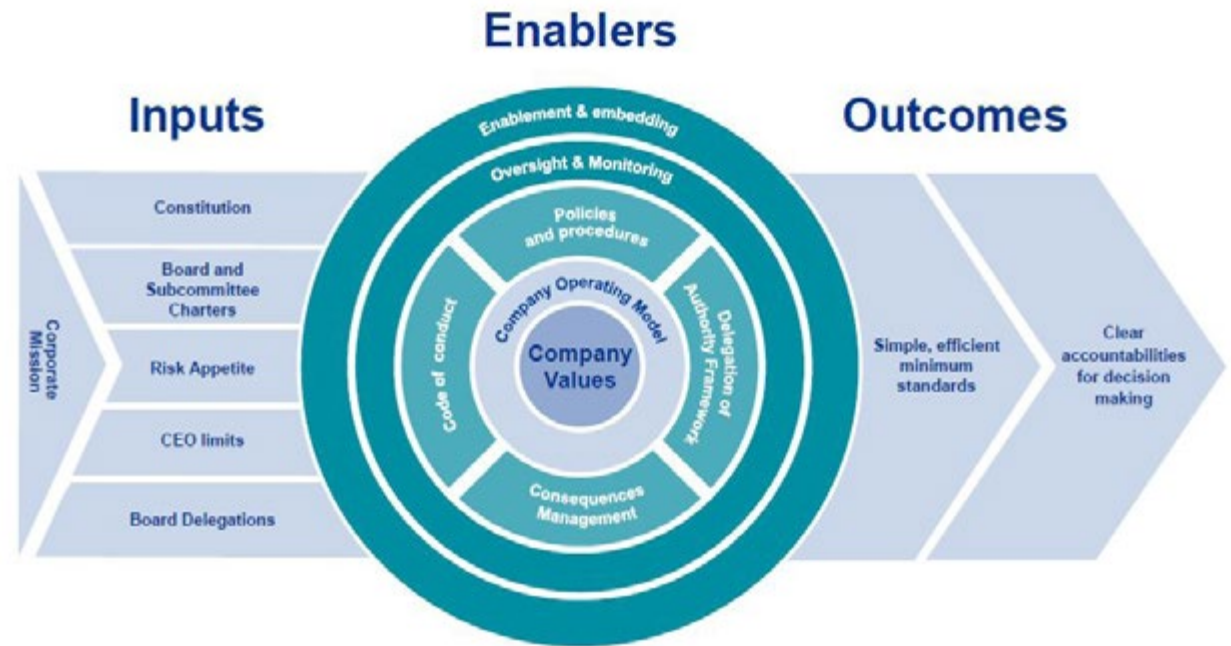 Enablers
Inputs
Outcomes
Corporate
Mission
Constitution
Board and
Subcommittee
Charters
Risk Appetite
CEO limits
Board Delegations
Enablement & embedding
Oversight & Monitoring
Policies
and procedures
Code of conduct
Company Operating Model
Company
Values
Delegation of
Authority Framework
Consequences
Management
Simple, efficient
minimum
standards
Clear
accountabilities
for decision
making